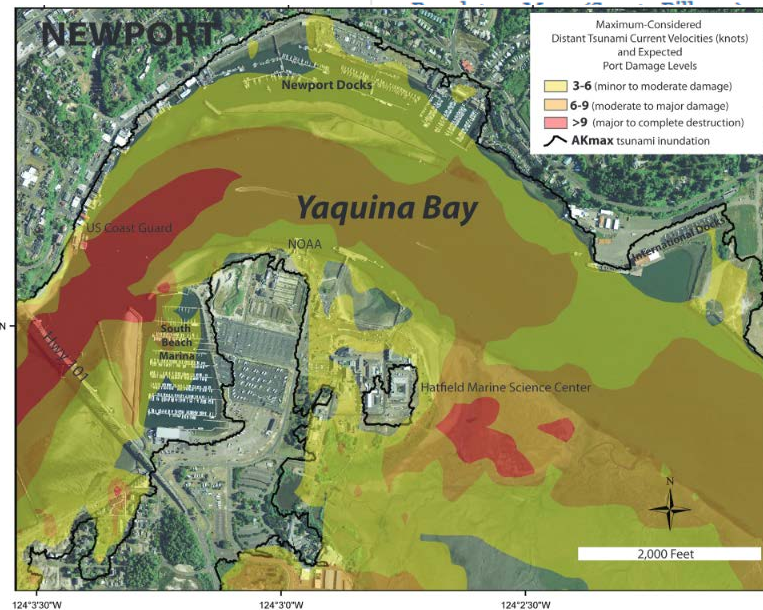 NEWPORT
Maximum-Considered
Distant Tsunami Current Velocities (knots)
and Expected
Port Damage Levels
3-6 (minor to moderate damage)
6-9 (moderate to major damage)
>9 (major to complete destruction)
AKmax tsunami inundation
Newport Docks
Yaquina Bay
US Coast Guard
NOAA
International Docks
N
South
Beach
Marina
Hwy 101
Hatfield Marine Science Center
N
2,000 Feet
124°3'30"W
124°3'0"W
124°2'30"W